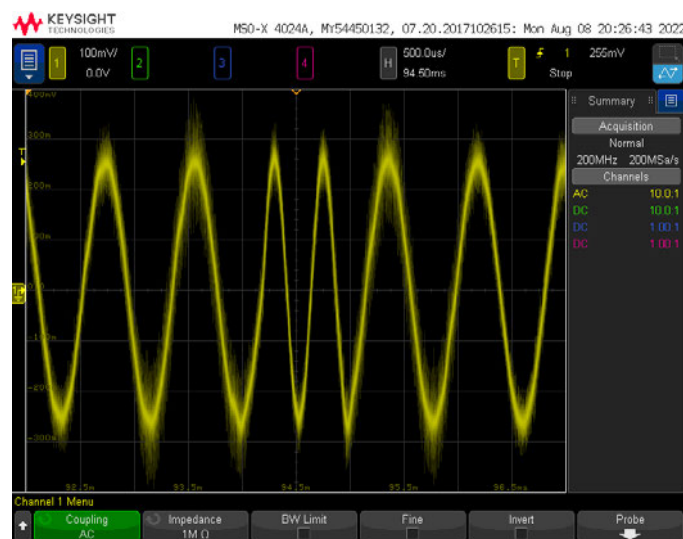 KEYSIGHT
TECHNOLOGIES
MSO-X 4024A, MY54450132, 07.20.2017102615: Mon Aug 08 20:26:43 2022
1 100mV/ 2 3 4 H 500.0us/ T 1 255mV
0.0V 94.50ms Stop
400mV
Summary
Acquisition
300m
Normal
T
200MHz 200MSa/s
Channels
200m
AC 10.0:1
DC 10.0:1
DC 1.00:1
DC 1.00:1
-100m
-300m
92.5m 93.5m 94.5m 95.5m 96.5ms
Channel 1 Menu
Coupling Impedance BW Limit Fine Invert Probe
AC 1M Ω